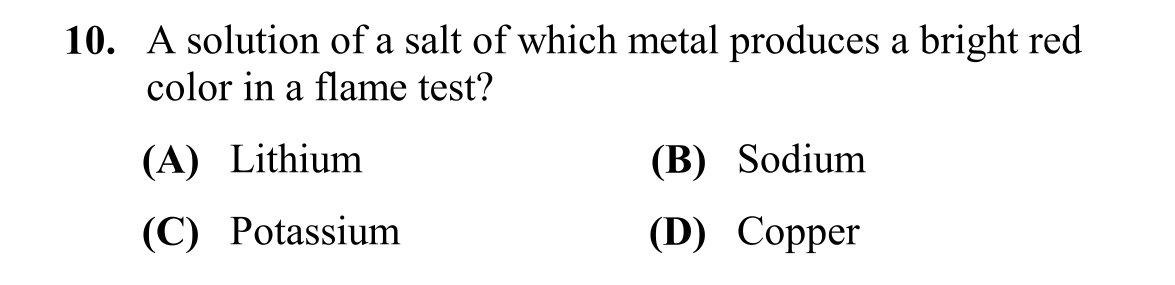 10. A solution of a salt of which metal produces a bright red
color in a flame test?
(A) Lithium (B) Sodium
(C) Potassium (D) Copper